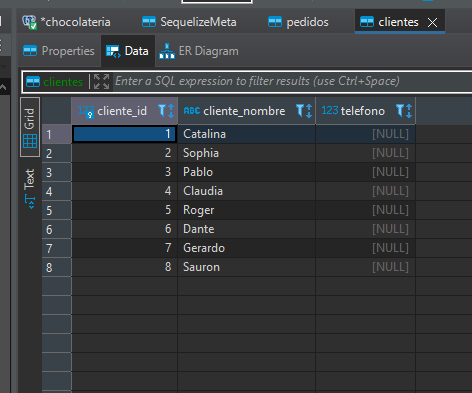 *chocolateria SequelizeMeta pedidos clientes
Properties Data ER Diagram
clientes Enter a SQL expression to filter results (use Ctrl+Space)
Grid
Text
123 cliente_id ABC cliente_nombre 123 telefono
1 1 Catalina [NULL]
2 2 Sophia [NULL]
3 3 Pablo [NULL]
4 4 Claudia [NULL]
5 5 Roger [NULL]
6 6 Dante [NULL]
7 7 Gerardo [NULL]
8 8 Sauron [NULL]